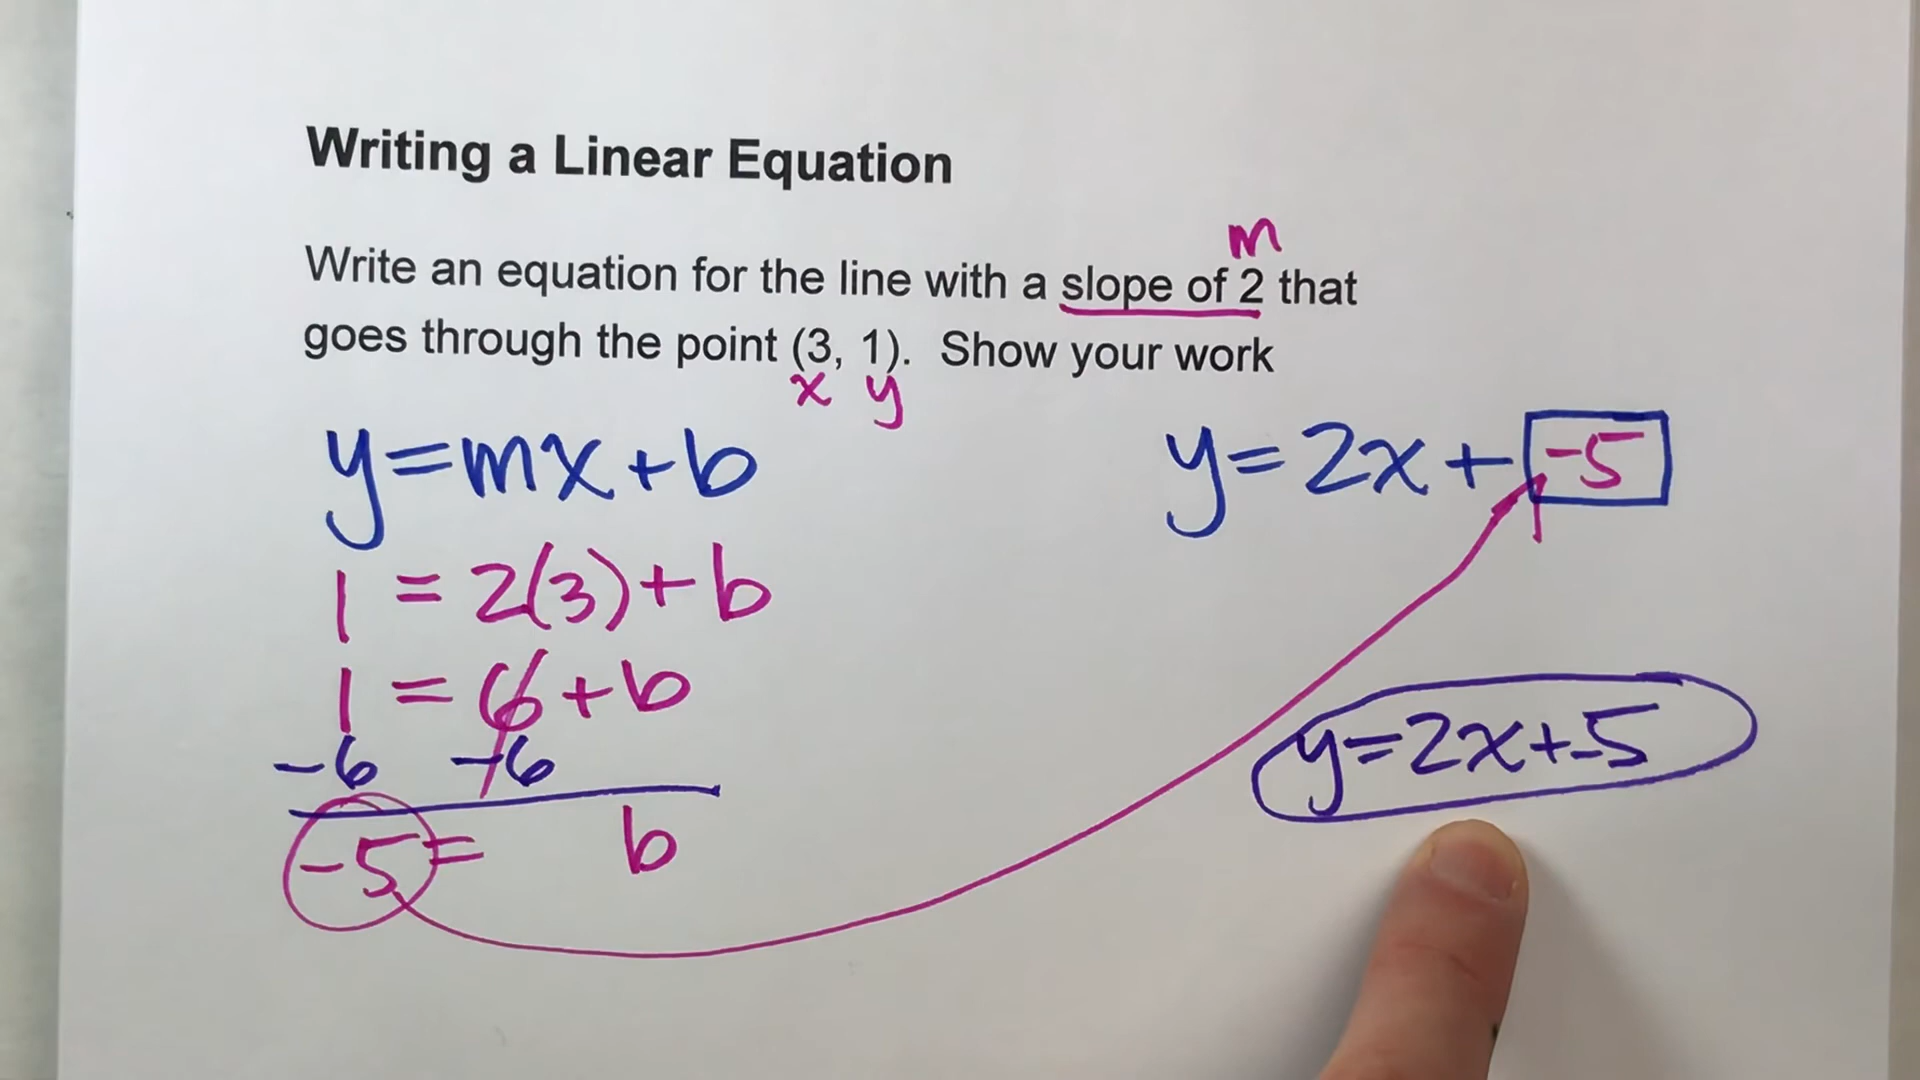 Writing a Linear Equation
m
Write an equation for the line with a slope of 2 that
goes through the point (3, 1). Show your work
x y
y=mx+b
1 = 2(3)+b
1 = 6+b
-6 -6
-5 = b
y=2x+ -5
y=2x+-5